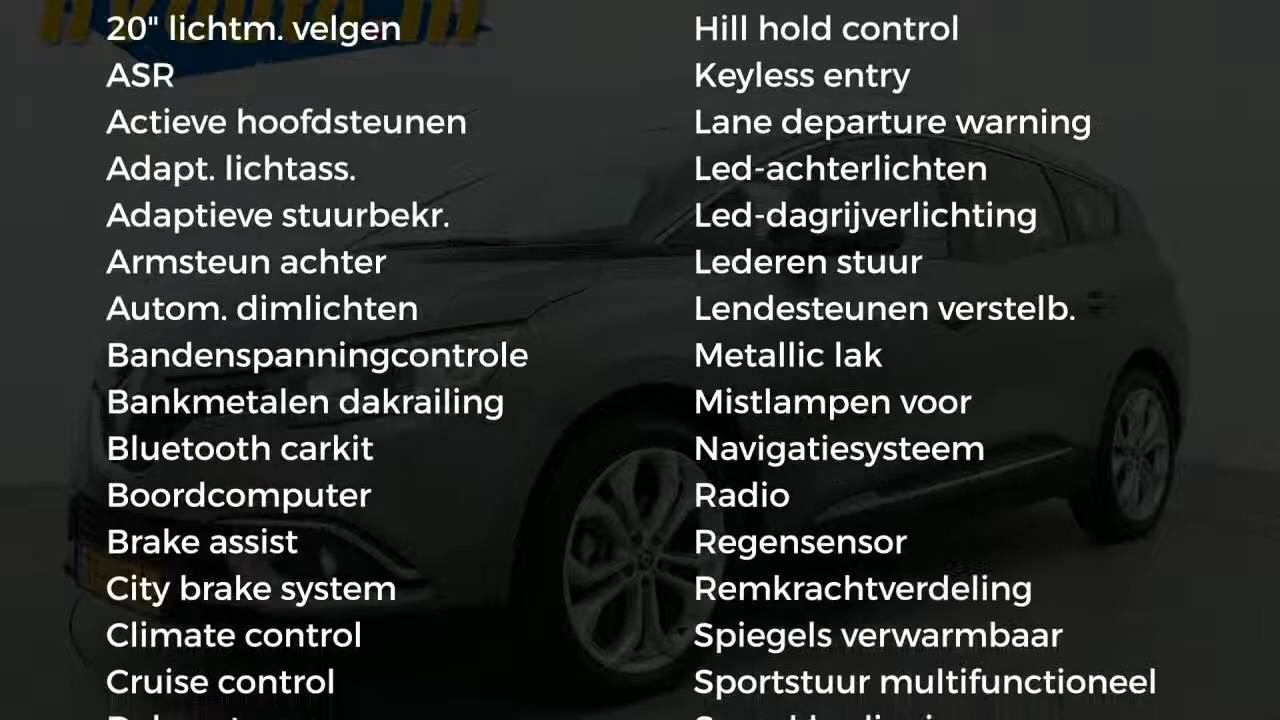 20" lichtm. velgen
ASR
Actieve hoofdsteunen
Adapt. lichtass.
Adaptieve stuurbekr.
Armsteun achter
Autom. dimlichten
Bandenspanningcontrole
Bankmetalen dakrailing
Bluetooth carkit
Boordcomputer
Brake assist
City brake system
Climate control
Cruise control
Hill hold control
Keyless entry
Lane departure warning
Led-achterlichten
Led-dagrijverlichting
Lederen stuur
Lendesteunen verstelb.
Metallic lak
Mistlampen voor
Navigatiesysteem
Radio
Regensensor
Remkrachtverdeling
Spiegels verwarmbaar
Sportstuur multifunctioneel